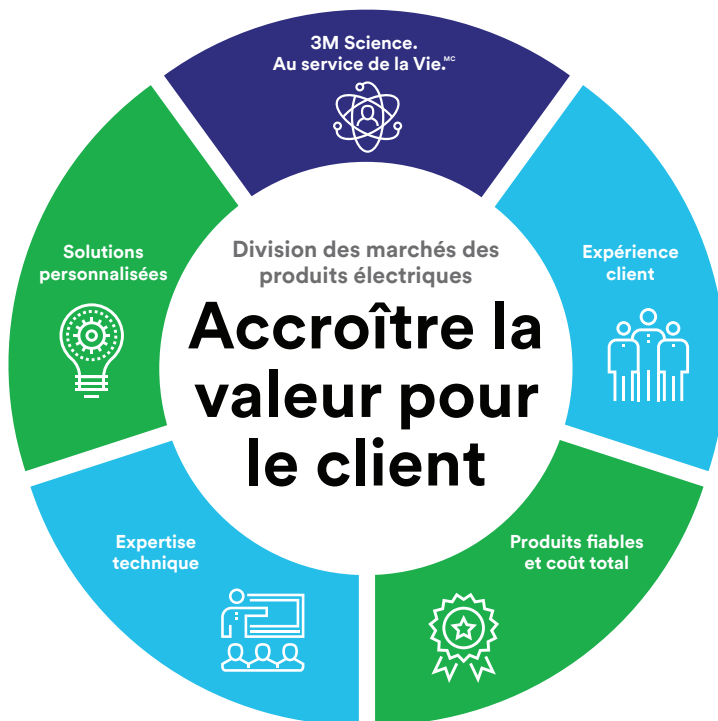 3M Science.
Au service de la Vie.ᴹᶜ
Solutions
personnalisées
Division des marchés des
produits électriques
Accroître la
valeur pour
le client
Expérience
client
Expertise
technique
Produits fiables
et coût total